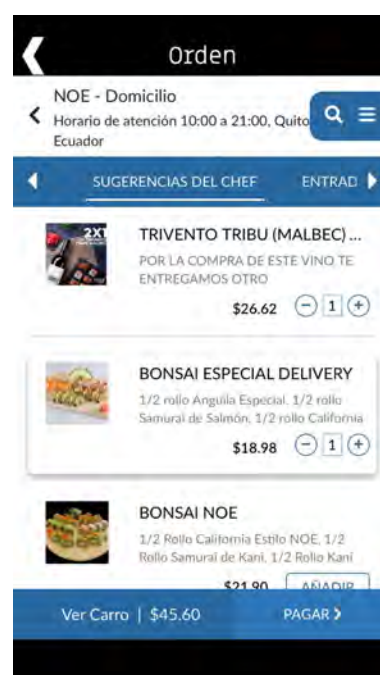 Orden
NOE - Domicilio
Horario de atención 10:00 a 21:00, Quito
Ecuador
SUGERENCIAS DEL CHEF ENTRAD
2X1
TRIVENTO TRIBU (MALBEC) ...
POR LA COMPRA DE ESTE VINO TE
ENTREGAMOS OTRO
$26.62 1
BONSAI ESPECIAL DELIVERY
1/2 rollo Anguila Especial, 1/2 rollo
Samurai de Salmón, 1/2 rollo California
$18.98 1
BONSAI NOE
1/2 Rollo California Estilo NOE, 1/2
Rollo Samurai de Kani, 1/2 Rollo Kani
$21.90 AÑADIR
Ver Carro | $45.60 PAGAR